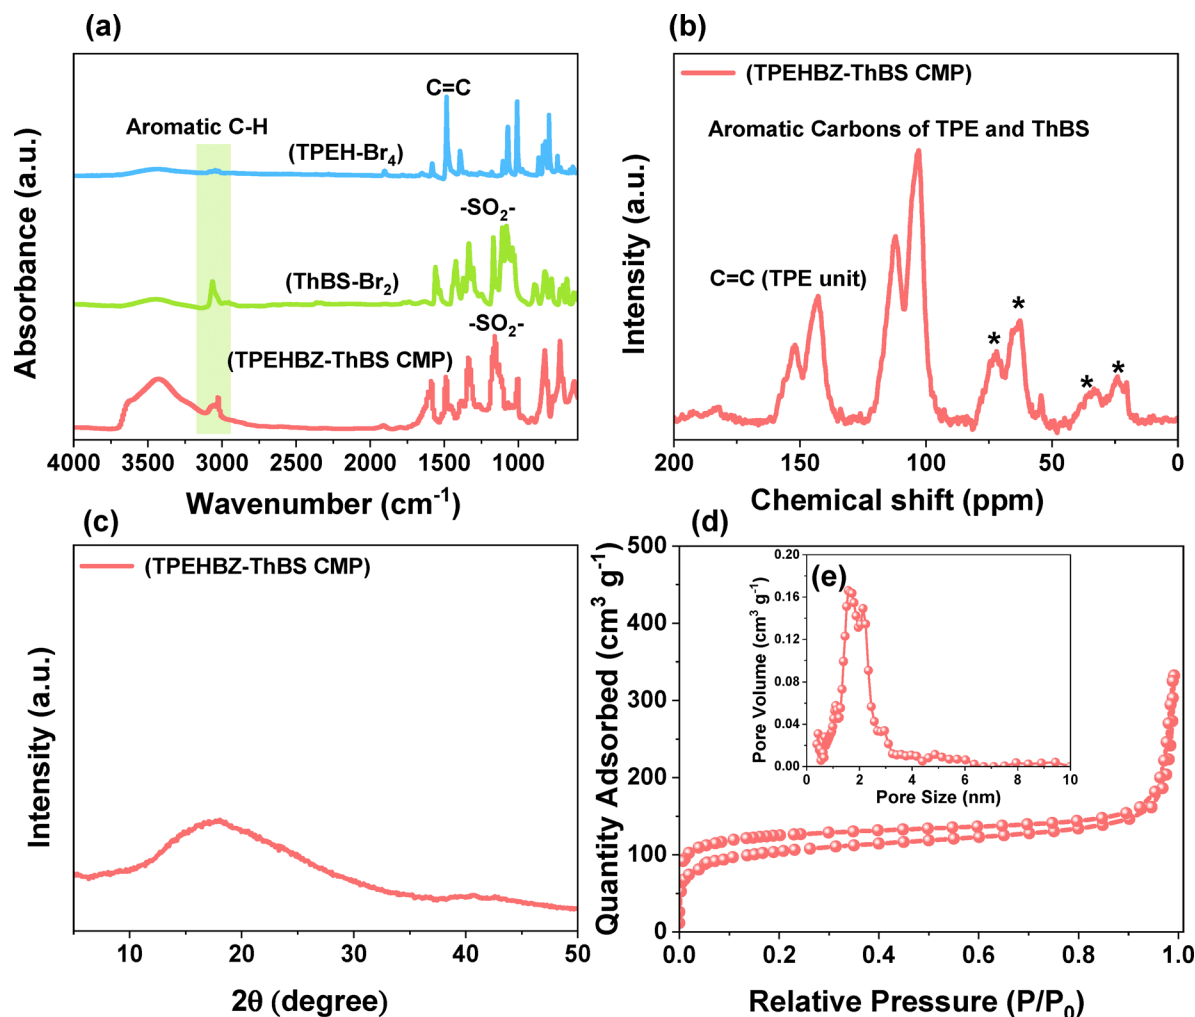 (a)
C=C
Aromatic C-H
(TPEH-Br4)
-SO2-
(ThBS-Br2)
-SO2-
(TPEHBZ-ThBS CMP)
Absorbance (a.u.)
4000 3500 3000 2500 2000 1500 1000
Wavenumber (cm-1)
(b)
(TPEHBZ-ThBS CMP)
Aromatic Carbons of TPE and ThBS
C=C (TPE unit)
*
*
*
*
Intensity (a.u.)
200 150 100 50 0
Chemical shift (ppm)
(c)
(TPEHBZ-ThBS CMP)
Intensity (a.u.)
10 20 30 40 50
2θ (degree)
(d)
500
400
300
200
100
0
Quantity Adsorbed (cm3 g-1)
0.0 0.2 0.4 0.6 0.8 1.0
Relative Pressure (P/P0)
(e)
0.20
0.16
0.12
0.08
0.04
0.00
Pore Volume (cm3 g-1)
0 2 4 6 8 10
Pore Size (nm)